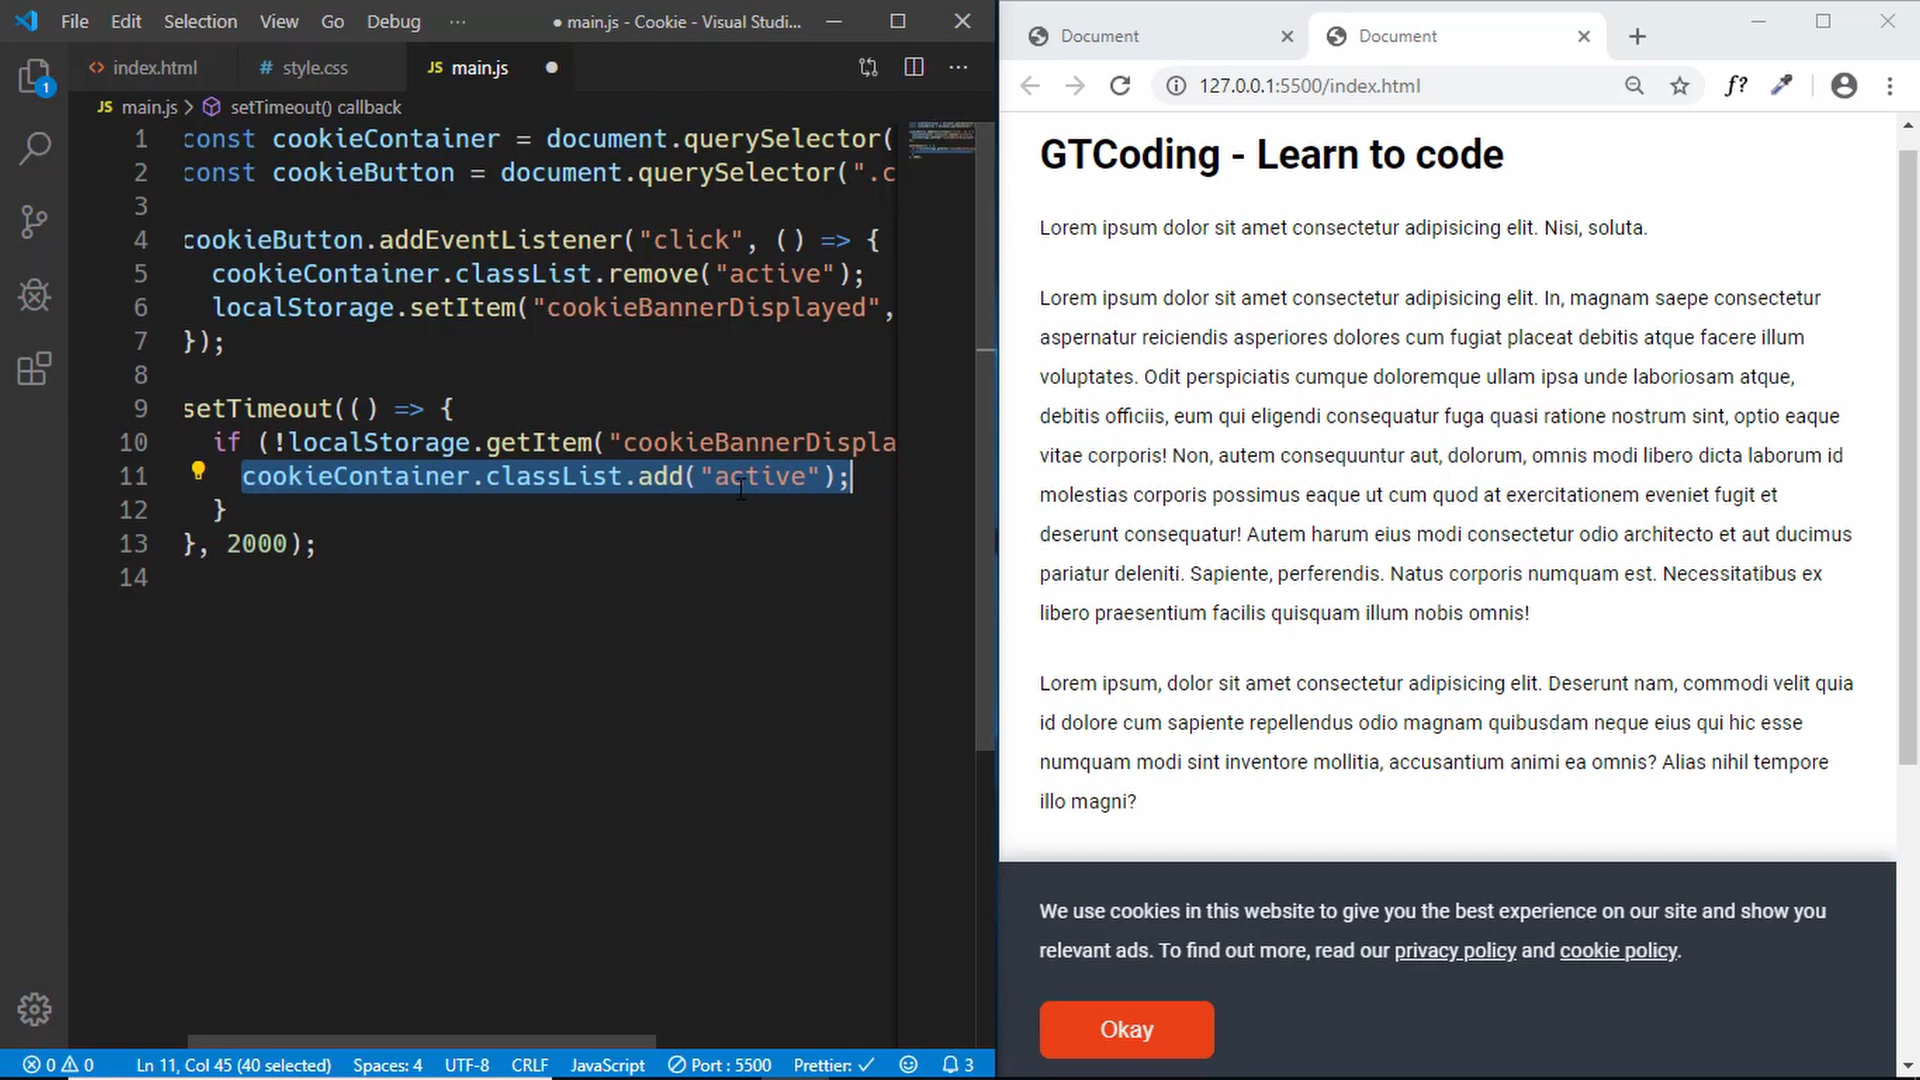 File Edit Selection View Go Debug ··· ● main.js - Cookie - Visual Studi...
<> index.html # style.css JS main.js ●
JS main.js > setTimeout() callback
1 const cookieContainer = document.querySelector(
2 const cookieButton = document.querySelector(".c
3
4 cookieButton.addEventListener("click", () => {
5 cookieContainer.classList.remove("active");
6 localStorage.setItem("cookieBannerDisplayed",
7 });
8
9 setTimeout(() => {
10 if (!localStorage.getItem("cookieBannerDispla
11 cookieContainer.classList.add("active");
12 }
13 }, 2000);
14
1
0 0 Ln 11, Col 45 (40 selected) Spaces: 4 UTF-8 CRLF JavaScript Port : 5500 Prettier: ✓ 3
Document Document
127.0.0.1:5500/index.html f?
GTCoding - Learn to code
Lorem ipsum dolor sit amet consectetur adipisicing elit. Nisi, soluta.
Lorem ipsum dolor sit amet consectetur adipisicing elit. In, magnam saepe consectetur
aspernatur reiciendis asperiores dolores cum fugiat placeat debitis atque facere illum
voluptates. Odit perspiciatis cumque doloremque ullam ipsa unde laboriosam atque,
debitis officiis, eum qui eligendi consequatur fuga quasi ratione nostrum sint, optio eaque
vitae corporis! Non, autem consequuntur aut, dolorum, omnis modi libero dicta laborum id
molestias corporis possimus eaque ut cum quod at exercitationem eveniet fugit et
deserunt consequatur! Autem harum eius modi consectetur odio architecto et aut ducimus
pariatur deleniti. Sapiente, perferendis. Natus corporis numquam est. Necessitatibus ex
libero praesentium facilis quisquam illum nobis omnis!
Lorem ipsum, dolor sit amet consectetur adipisicing elit. Deserunt nam, commodi velit quia
id dolore cum sapiente repellendus odio magnam quibusdam neque eius qui hic esse
numquam modi sint inventore mollitia, accusantium animi ea omnis? Alias nihil tempore
illo magni?
We use cookies in this website to give you the best experience on our site and show you
relevant ads. To find out more, read our privacy policy and cookie policy.
Okay